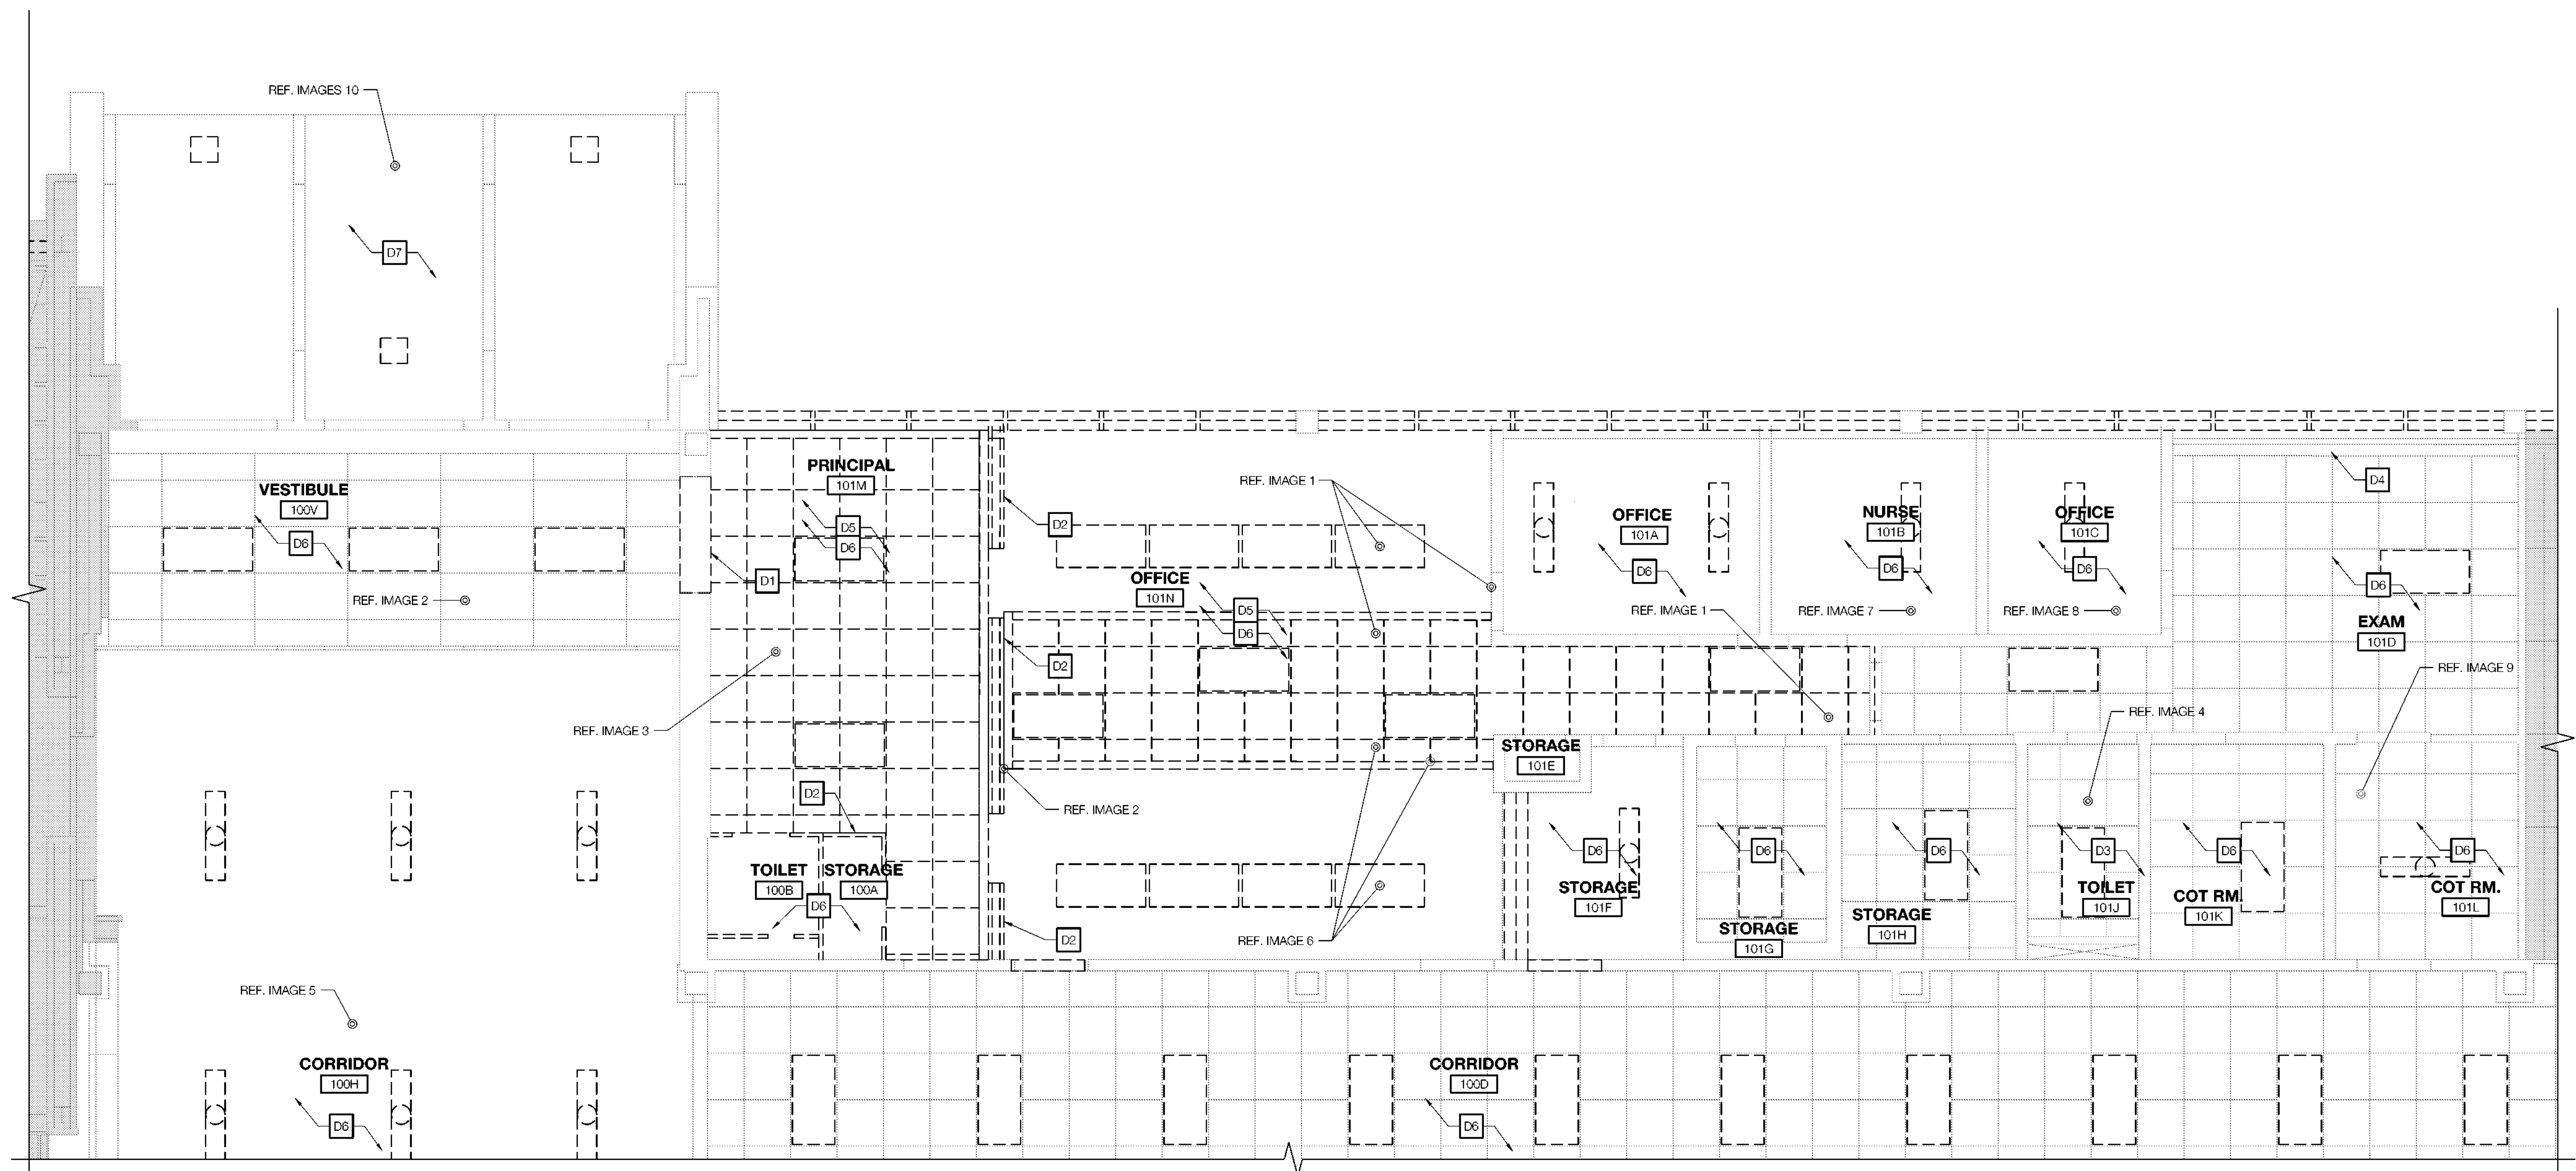 REF. IMAGES 10
D7
VESTIBULE
100V
D6
REF. IMAGE 2
PRINCIPAL
101M
D5
D6
D1
D2
REF. IMAGE 1
OFFICE
101N
D5
D6
D2
OFFICE
101A
D6
REF. IMAGE 1
NURSE
101B
D6
REF. IMAGE 7
OFFICE
101C
D6
REF. IMAGE 8
D4
D6
EXAM
101D
REF. IMAGE 9
REF. IMAGE 3
REF. IMAGE 4
STORAGE
101E
D2
REF. IMAGE 2
TOILET
100B
STORAGE
100A
D6
D2
REF. IMAGE 6
D6
STORAGE
101F
D6
STORAGE
101G
D6
STORAGE
101H
D3
TOILET
101J
D6
COT RM.
101K
D6
COT RM.
101L
REF. IMAGE 5
CORRIDOR
100H
D6
CORRIDOR
100D
D6